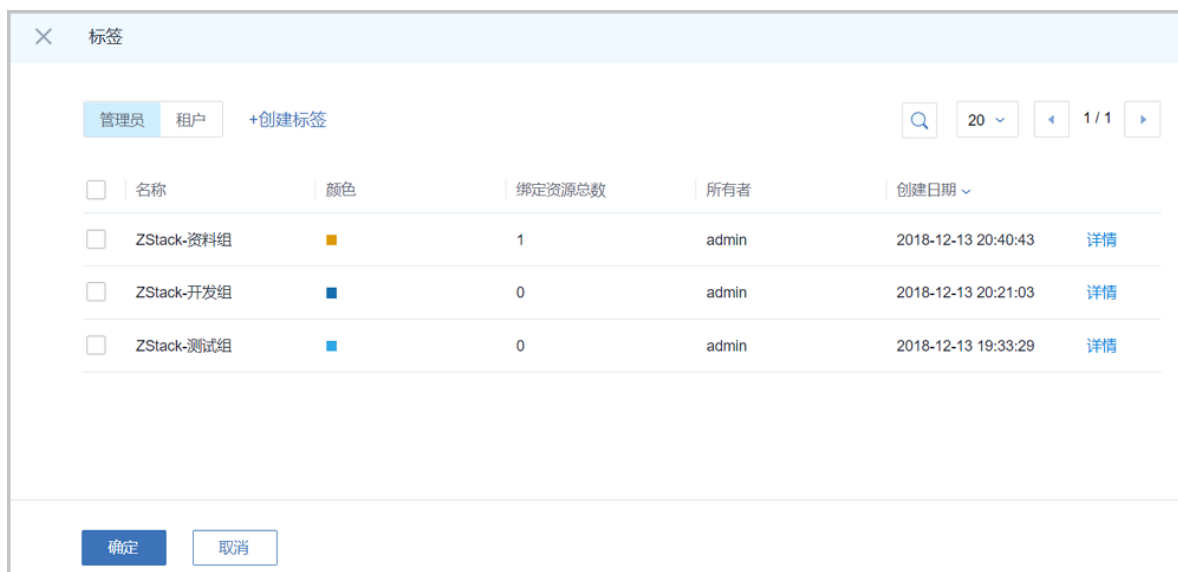 标签
管理员 租户 +创建标签 20 1 / 1
名称 颜色 绑定资源总数 所有者 创建日期
ZStack-资料组 1 admin 2018-12-13 20:40:43 详情
ZStack-开发组 0 admin 2018-12-13 20:21:03 详情
ZStack-测试组 0 admin 2018-12-13 19:33:29 详情
确定 取消